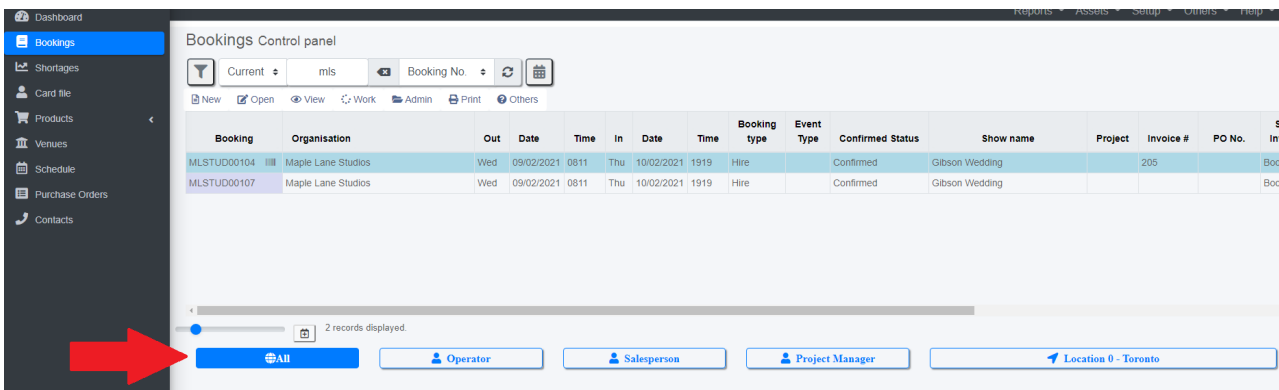 Reports Assets Setup Others Help
Dashboard
Bookings
Shortages
Card file
Products
Venues
Schedule
Purchase Orders
Contacts
Bookings Control panel
Current mls Booking No.
New Open View Work Admin Print Others
Booking Organisation Out Date Time In Date Time Booking type Event Type Confirmed Status Show name Project Invoice # PO No.
MLSTUD00104 Maple Lane Studios Wed 09/02/2021 0811 Thu 10/02/2021 1919 Hire Confirmed Gibson Wedding 205 Boo
MLSTUD00107 Maple Lane Studios Wed 09/02/2021 0811 Thu 10/02/2021 1919 Hire Confirmed Gibson Wedding Boo
2 records displayed.
All Operator Salesperson Project Manager Location 0 - Toronto